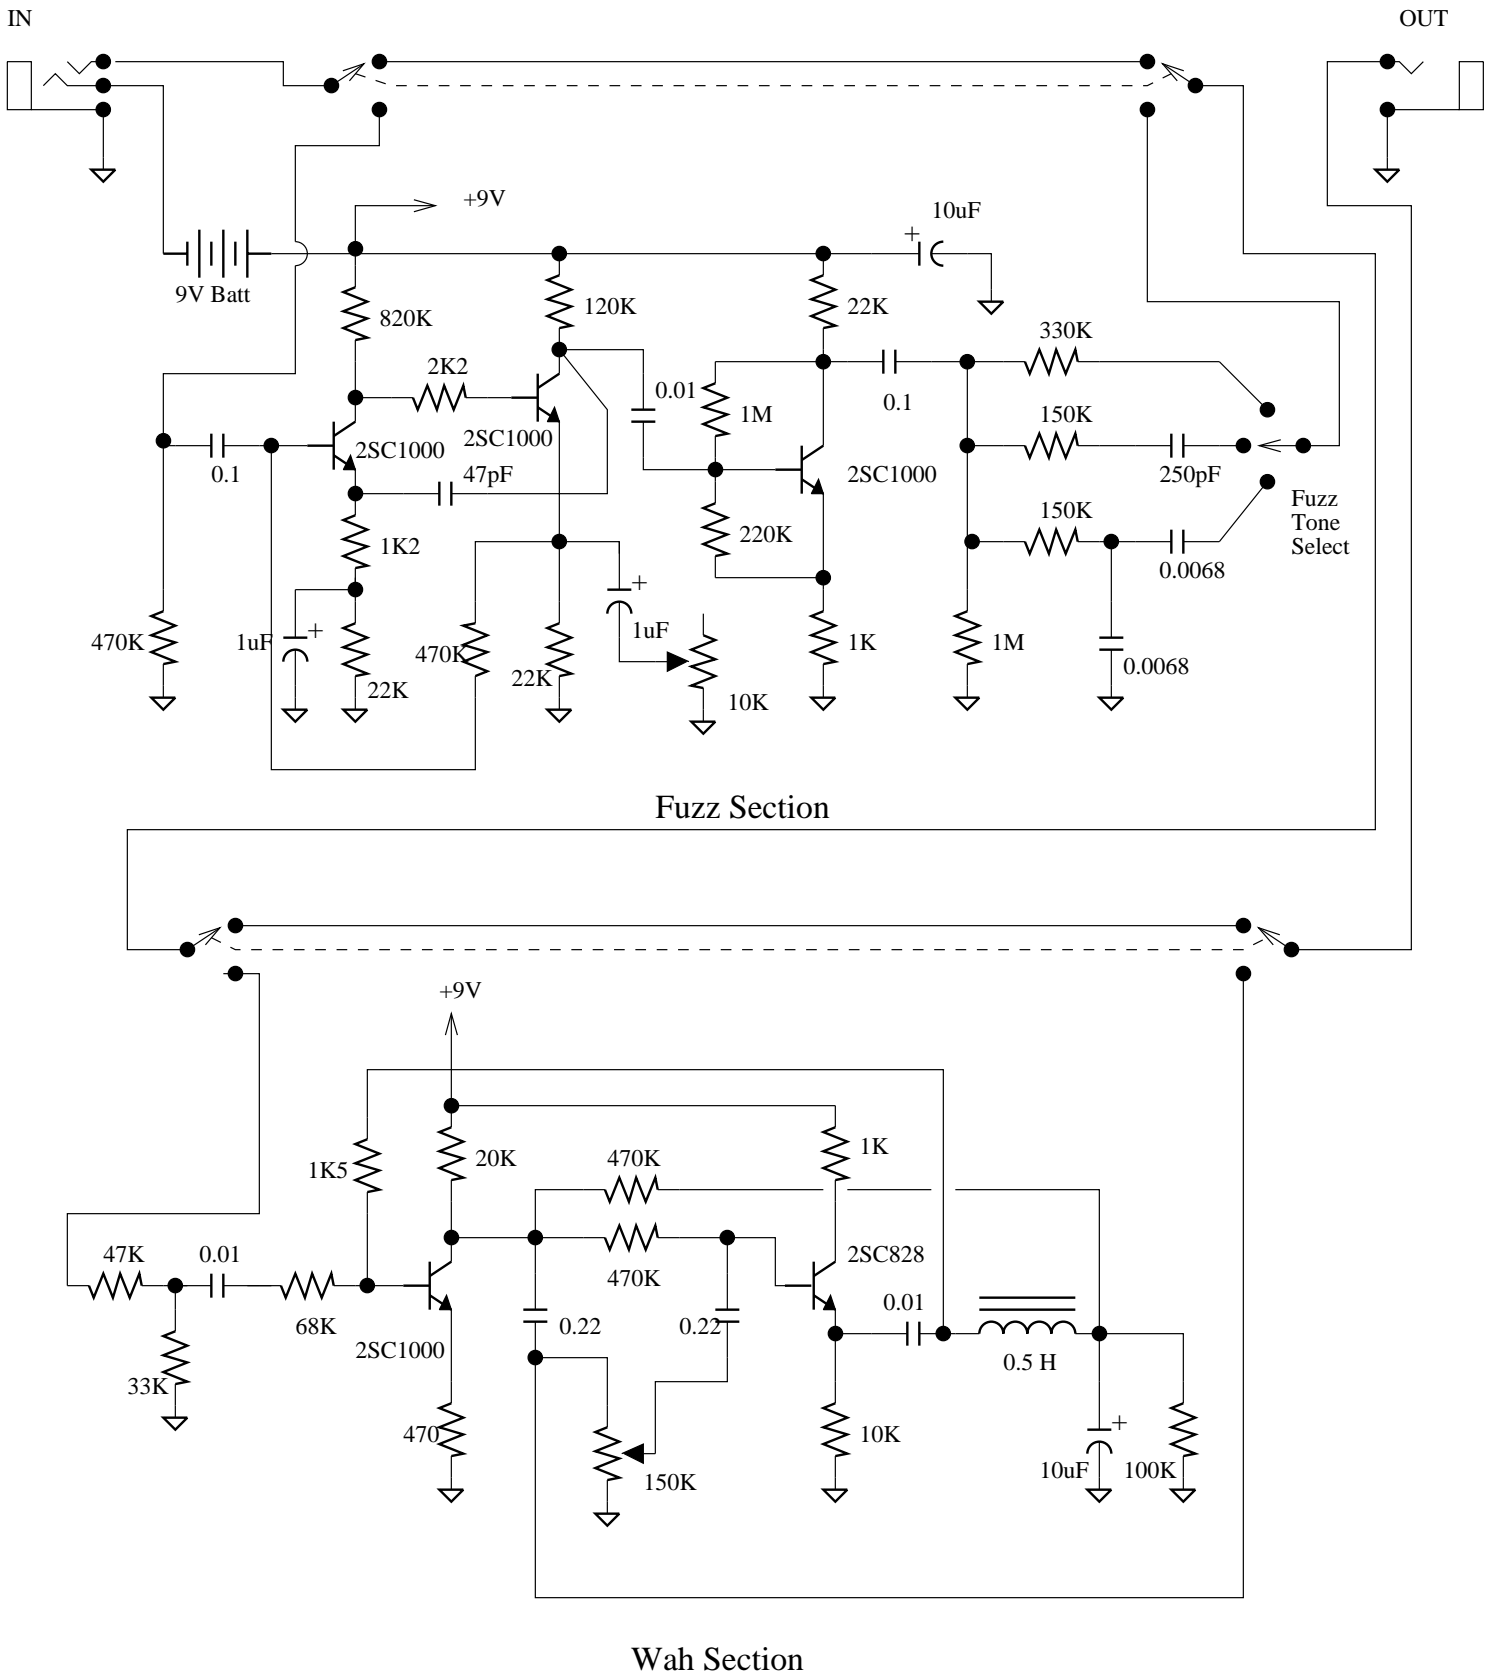 IN
OUT
+9V
10uF
9V Batt
820K
120K
22K
330K
2K2
0.01
1M
0.1
150K
2SC1000
2SC1000
0.1
47pF
2SC1000
250pF
Fuzz
Tone
Select
1K2
220K
150K
0.0068
470K
1uF
+
22K
470K
22K
+
1uF
10K
1K
1M
0.0068
+
Fuzz Section
+9V
1K5
20K
470K
1K
47K
0.01
470K
2SC828
68K
2SC1000
0.22
0.22
0.01
0.5 H
33K
470
150K
10K
+
10uF
100K
Wah Section